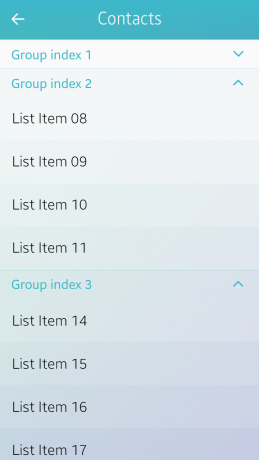 Contacts
Group index 1
Group index 2
List Item 08
List Item 09
List Item 10
List Item 11
Group index 3
List Item 14
List Item 15
List Item 16
List Item 17